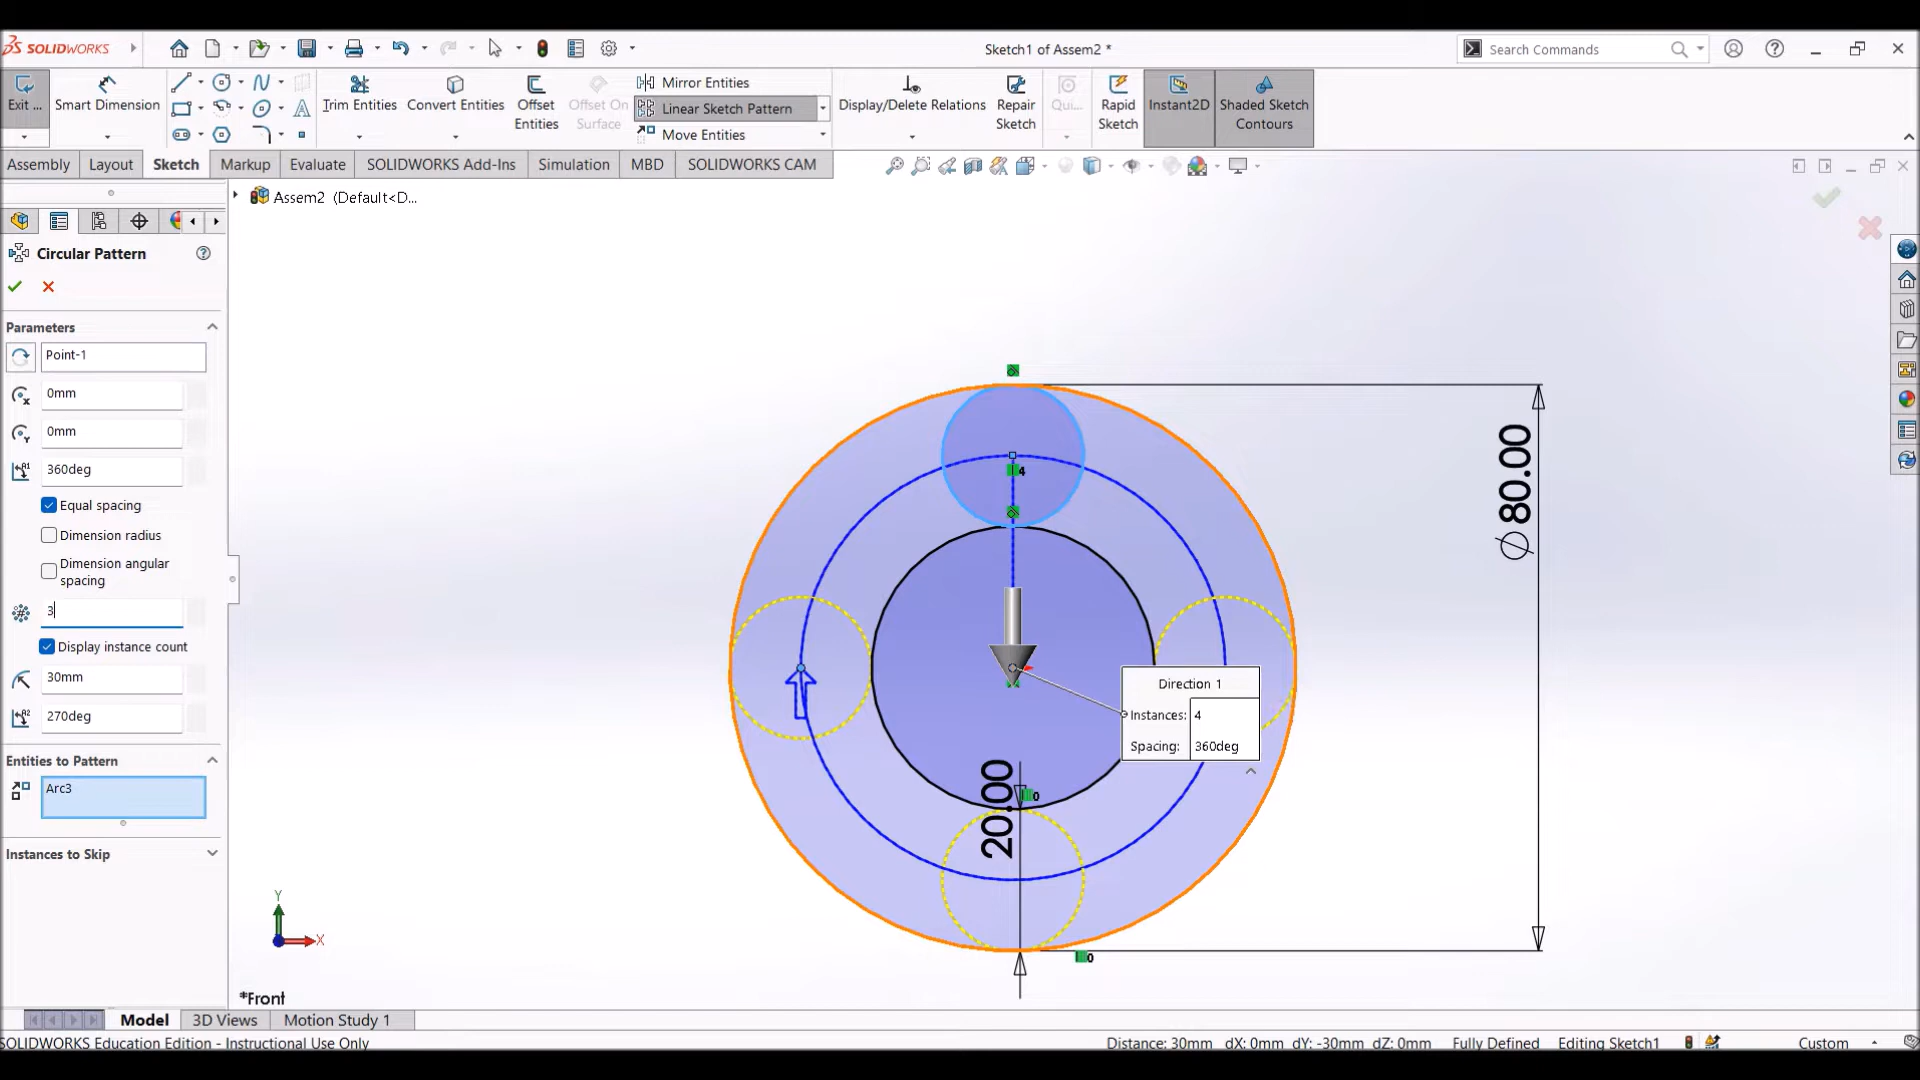 SOLIDWORKS
Sketch1 of Assem2 *
Search Commands
Exit ...
Smart Dimension
Trim Entities
Convert Entities
Offset
Entities
Offset On
Surface
Mirror Entities
Linear Sketch Pattern
Move Entities
Display/Delete Relations
Repair
Sketch
Qui...
Rapid
Sketch
Instant2D
Shaded Sketch
Contours
Assembly
Layout
Sketch
Markup
Evaluate
SOLIDWORKS Add-Ins
Simulation
MBD
SOLIDWORKS CAM
Assem2 (Default<D...
Circular Pattern
Parameters
Point-1
0mm
0mm
360deg
Equal spacing
Dimension radius
Dimension angular
spacing
3
Display instance count
30mm
270deg
Entities to Pattern
Arc3
Instances to Skip
4
Ø80.00
Direction 1
Instances: 4
Spacing: 360deg
20.00
0
0
Y
X
*Front
Model
3D Views
Motion Study 1
SOLIDWORKS Education Edition - Instructional Use Only
Distance: 30mm dX: 0mm dY: -30mm dZ: 0mm
Fully Defined
Editing Sketch1
Custom